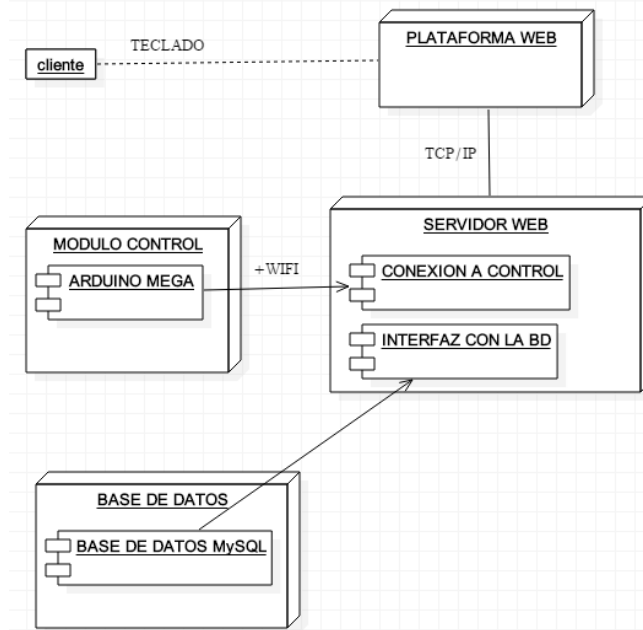 PLATAFORMA WEB
TECLADO
cliente
TCP/IP
SERVIDOR WEB
MODULO CONTROL
CONEXION A CONTROL
ARDUINO MEGA
+WIFI
INTERFAZ CON LA BD
BASE DE DATOS
BASE DE DATOS MySQL